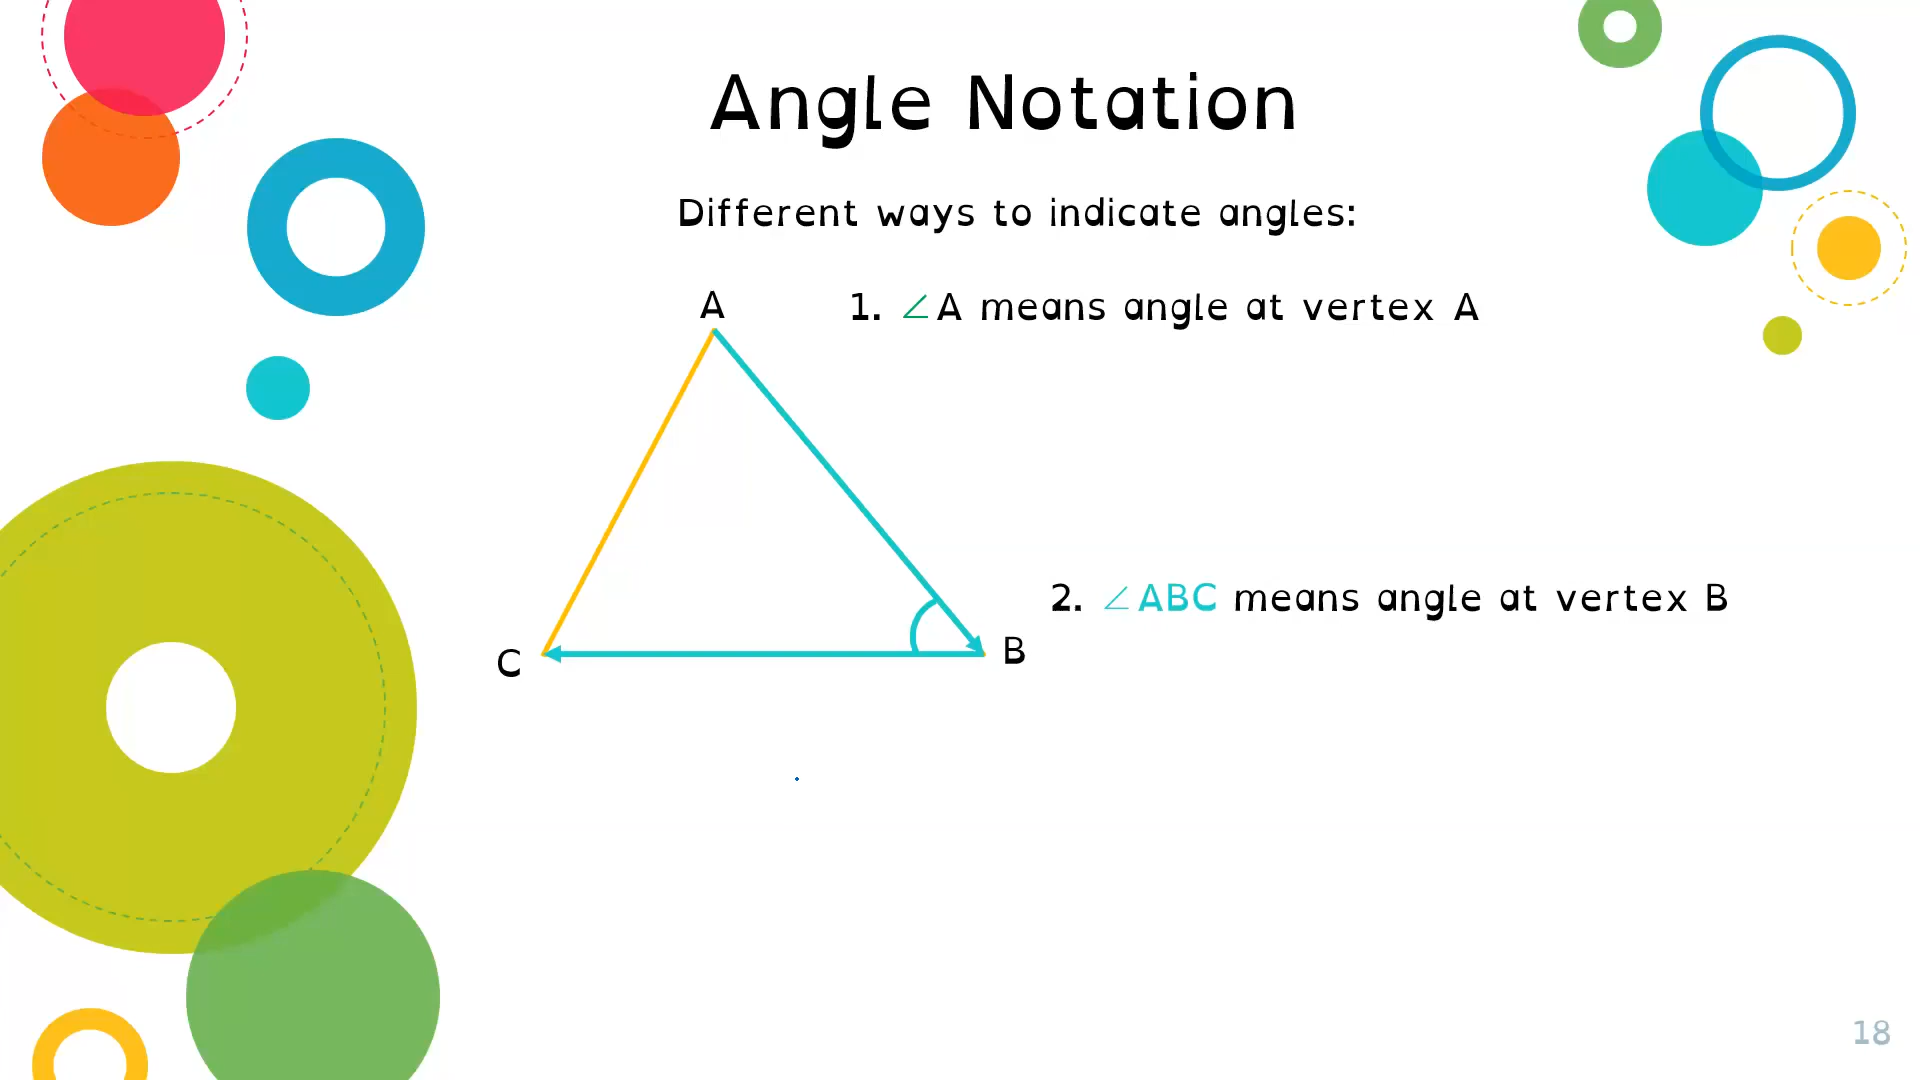 Angle Notation
Different ways to indicate angles:
A
1. ∠A means angle at vertex A
2. ∠ABC means angle at vertex B
C
B
18